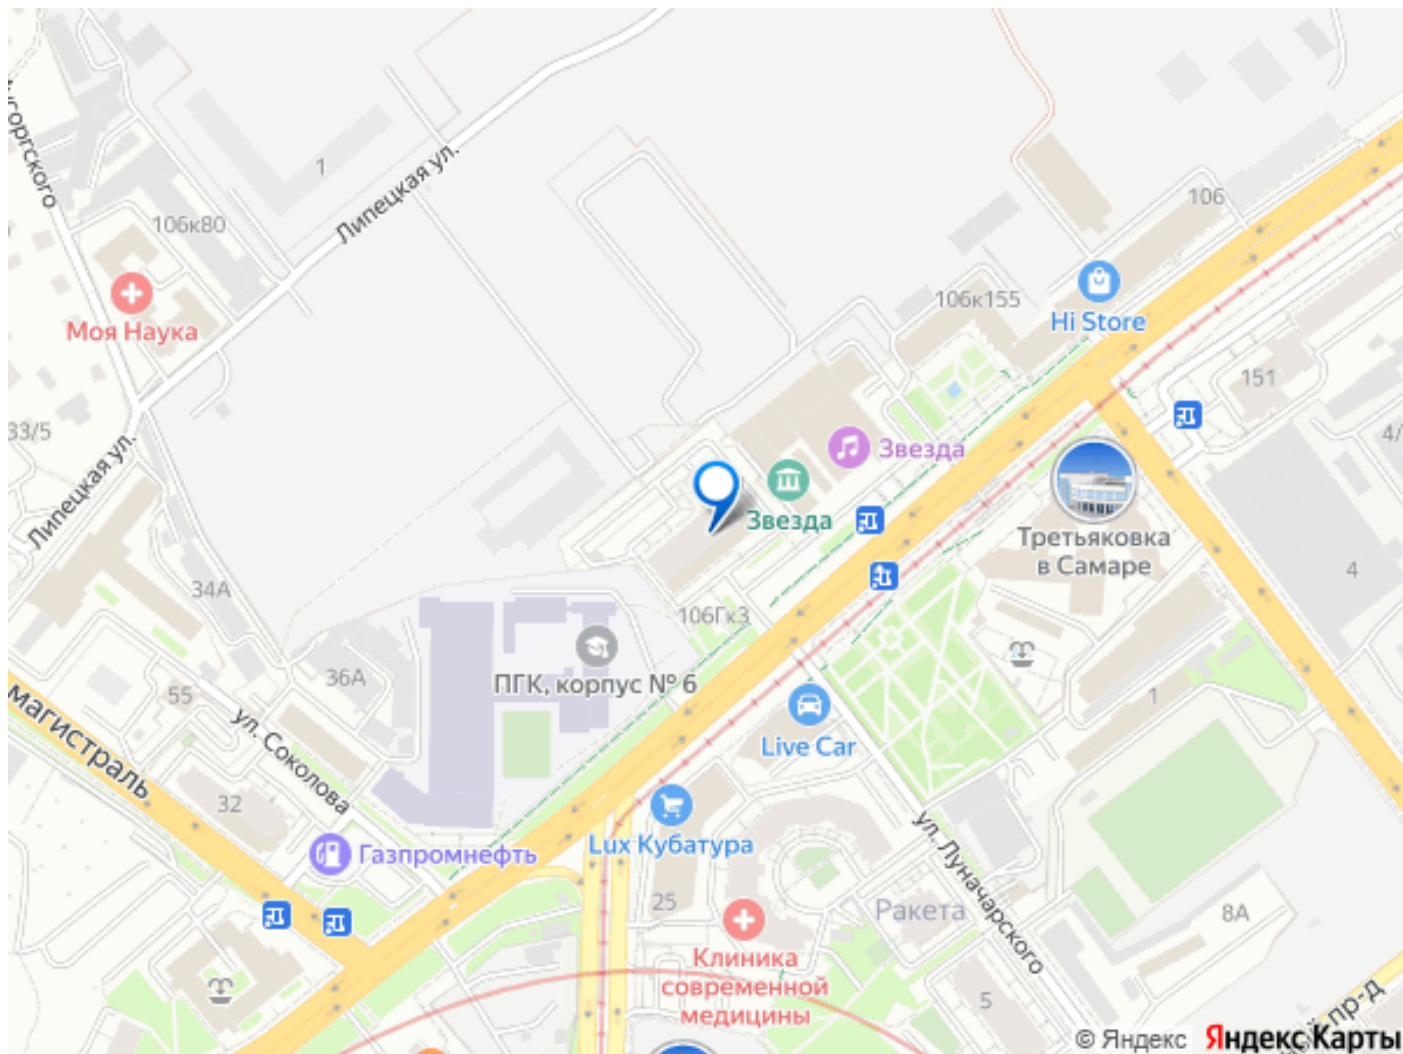 1
Липецкая ул.
106к80
Моя Наука
33/5
Липецкая ул.
106
106к155
Hi Store
151
4/
Звезда
Звезда
Третьяковка
в Самаре
4
34А
106Гк3
ПГК, корпус № 6
36А
55
магистраль
ул. Соколова
32
Газпромнефть
Live Car
1
Lux Кубатура
25
ул. Луначарского
Ракета
8А
Клиника
современной
медицины
5
пр-д
© Яндекс Яндекс Карты